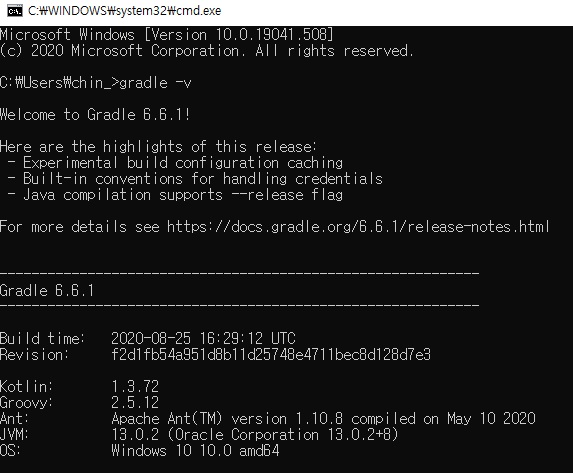 C:₩WINDOWS₩system32₩cmd.exe
Microsoft Windows [Version 10.0.19041.508]
(c) 2020 Microsoft Corporation. All rights reserved.
C:₩Users₩chin_>gradle -v
Welcome to Gradle 6.6.1!
Here are the highlights of this release:
- Experimental build configuration caching
- Built-in conventions for handling credentials
- Java compilation supports --release flag
For more details see https://docs.gradle.org/6.6.1/release-notes.html
------------------------------------------------------------
Gradle 6.6.1
------------------------------------------------------------
Build time:   2020-08-25 16:29:12 UTC
Revision:     f2d1fb54a951d8b11d25748e4711bec8d128d7e3
Kotlin:       1.3.72
Groovy:       2.5.12
Ant:          Apache Ant(TM) version 1.10.8 compiled on May 10 2020
JVM:          13.0.2 (Oracle Corporation 13.0.2+8)
OS:           Windows 10 10.0 amd64